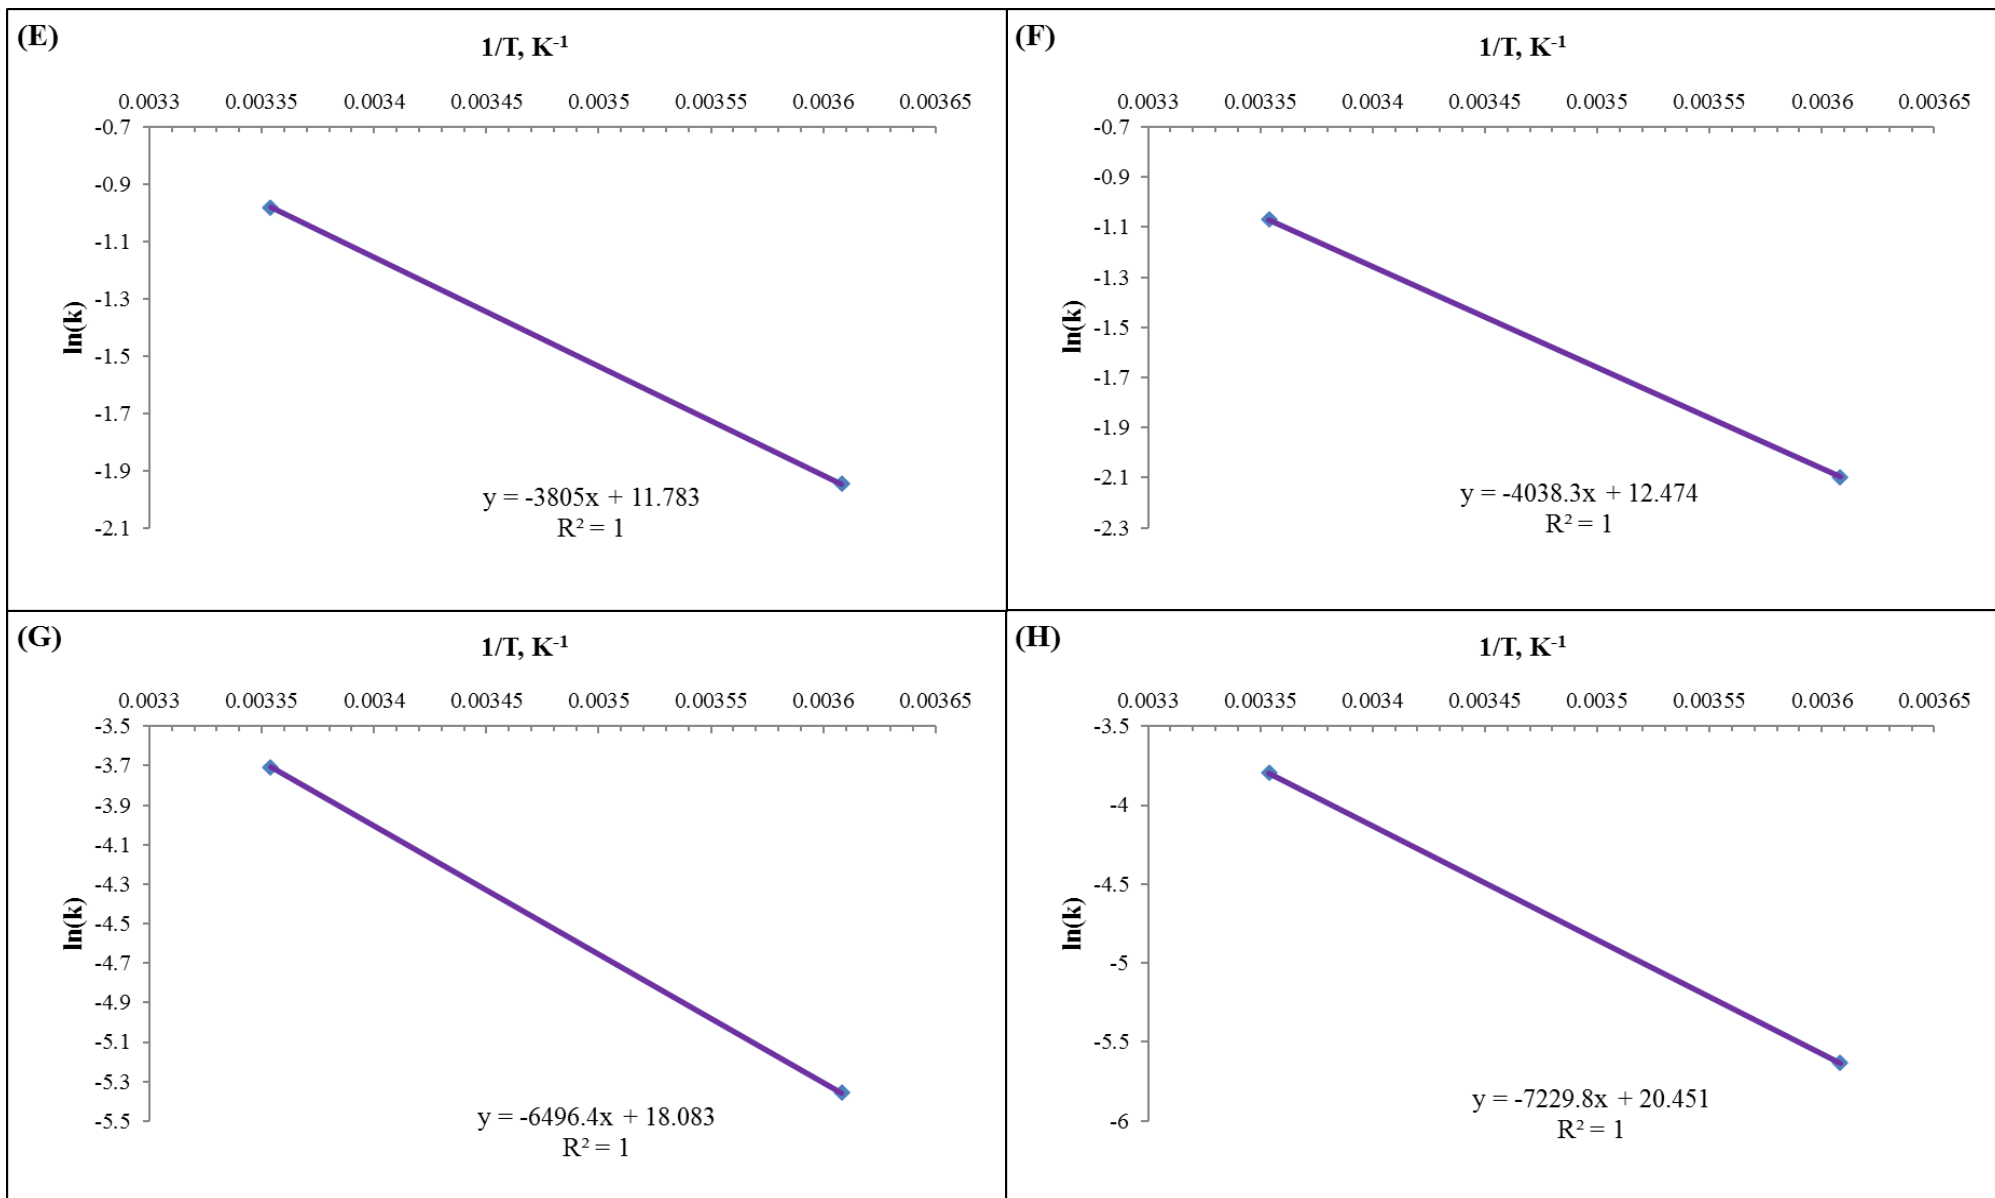 (E)
1/T, K-1
0.0033 0.00335 0.0034 0.00345 0.0035 0.00355 0.0036 0.00365
-0.7
-0.9
-1.1
-1.3
-1.5
-1.7
-1.9
-2.1
ln(k)
y = -3805x + 11.783
R² = 1
(F)
1/T, K-1
0.0033 0.00335 0.0034 0.00345 0.0035 0.00355 0.0036 0.00365
-0.7
-0.9
-1.1
-1.3
-1.5
-1.7
-1.9
-2.1
-2.3
ln(k)
y = -4038.3x + 12.474
R² = 1
(G)
1/T, K-1
0.0033 0.00335 0.0034 0.00345 0.0035 0.00355 0.0036 0.00365
-3.5
-3.7
-3.9
-4.1
-4.3
-4.5
-4.7
-4.9
-5.1
-5.3
-5.5
ln(k)
y = -6496.4x + 18.083
R² = 1
(H)
1/T, K-1
0.0033 0.00335 0.0034 0.00345 0.0035 0.00355 0.0036 0.00365
-3.5
-4
-4.5
-5
-5.5
-6
ln(k)
y = -7229.8x + 20.451
R² = 1